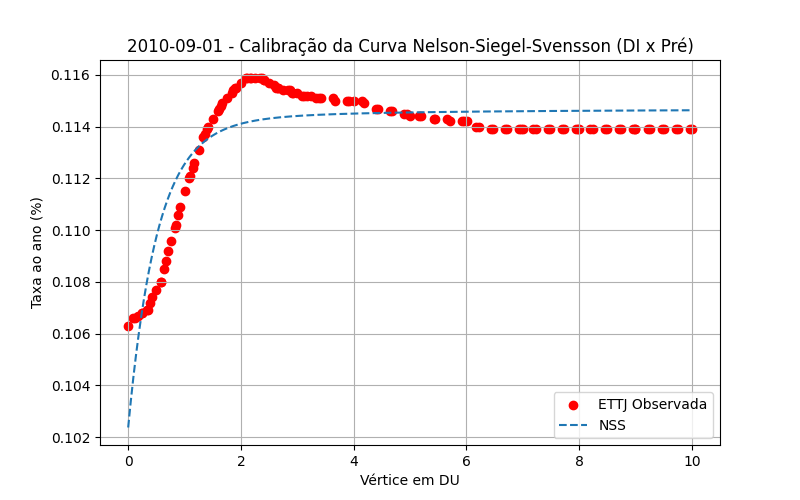 2010-09-01 - Calibração da Curva Nelson-Siegel-Svensson (DI x Pré)
Taxa ao ano (%)
0.116
0.114
0.112
0.110
0.108
0.106
0.104
0.102
0 2 4 6 8 10
Vértice em DU
ETTJ Observada
NSS